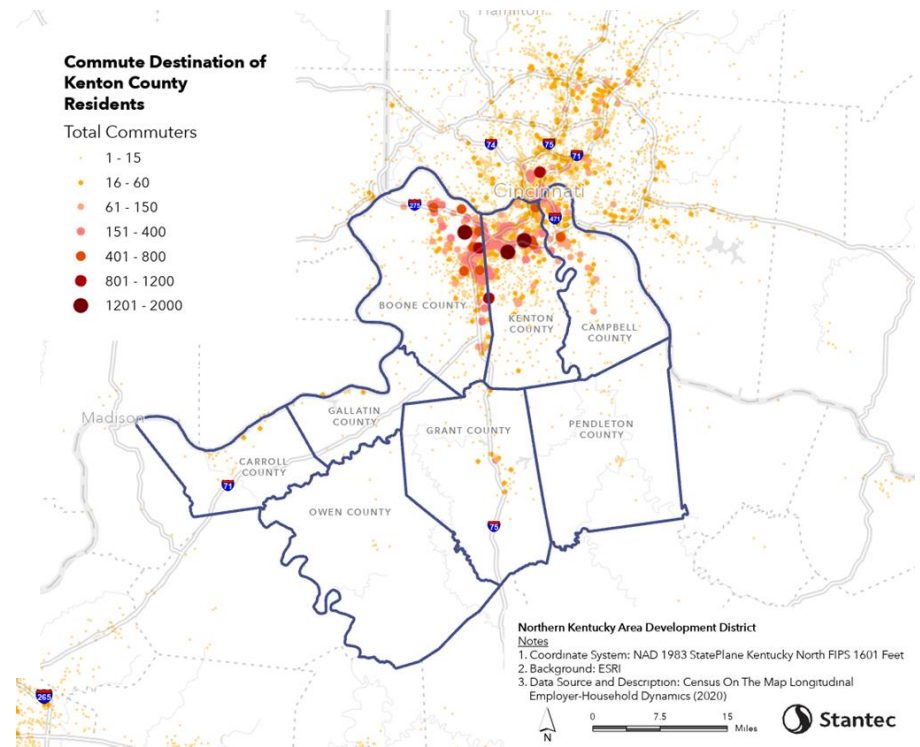 Hamilton
Commute Destination of
Kenton County
Residents
Total Commuters
1 - 15
16 - 60
61 - 150
151 - 400
401 - 800
801 - 1200
1201 - 2000
74
75
71
Cincinnati
275
471
BOONE COUNTY
KENTON
COUNTY
CAMPBELL
COUNTY
Madison
GALLATIN
COUNTY
GRANT COUNTY
PENDLETON
COUNTY
CARROLL
COUNTY
71
OWEN COUNTY
75
265
Northern Kentucky Area Development District
Notes
1. Coordinate System: NAD 1983 StatePlane Kentucky North FIPS 1601 Feet
2. Background: ESRI
3. Data Source and Description: Census On The Map Longitudinal
Employer-Household Dynamics (2020)
N
0 7.5 15
Miles
Stantec